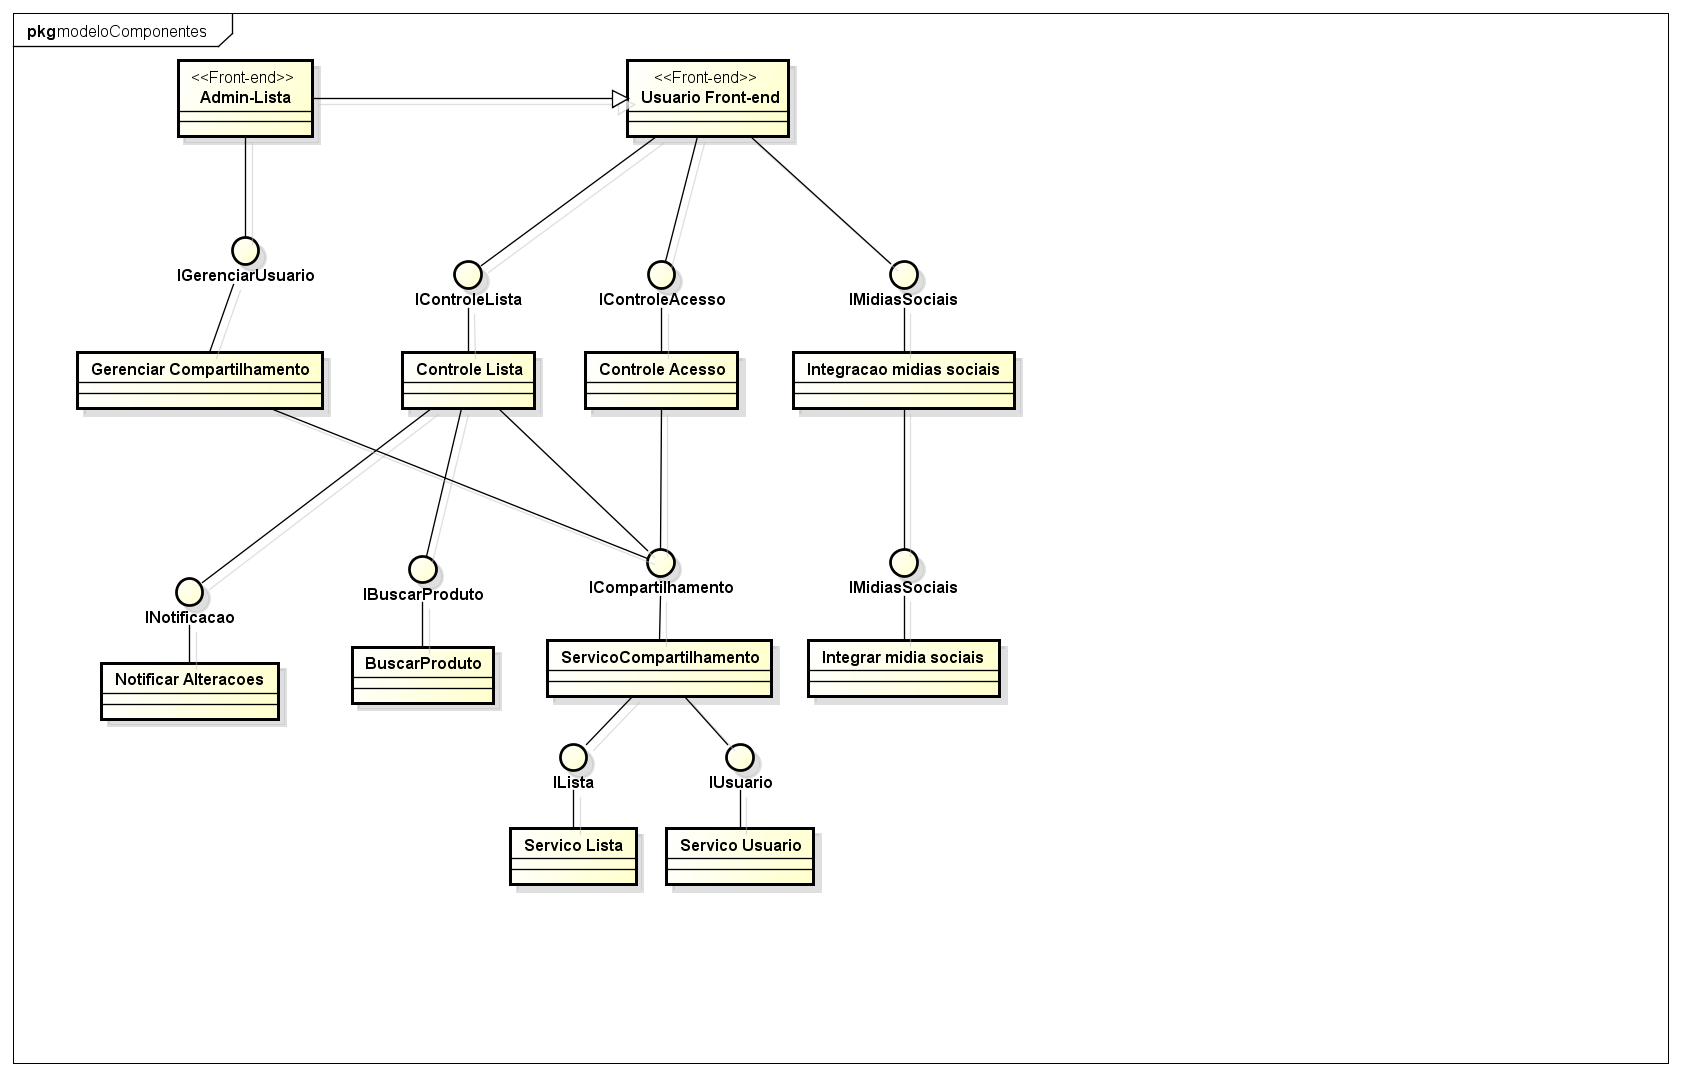 pkg modeloComponentes
<<Front-end>>
Admin-Lista
<<Front-end>>
Usuario Front-end
IGerenciarUsuario
IControleLista
IControleAcesso
IMidiasSociais
Gerenciar Compartilhamento
Controle Lista
Controle Acesso
Integracao midias sociais
INotificacao
IBuscarProduto
ICompartilhamento
IMidiasSociais
Notificar Alteracoes
BuscarProduto
ServicoCompartilhamento
Integrar midia sociais
ILista
IUsuario
Servico Lista
Servico Usuario